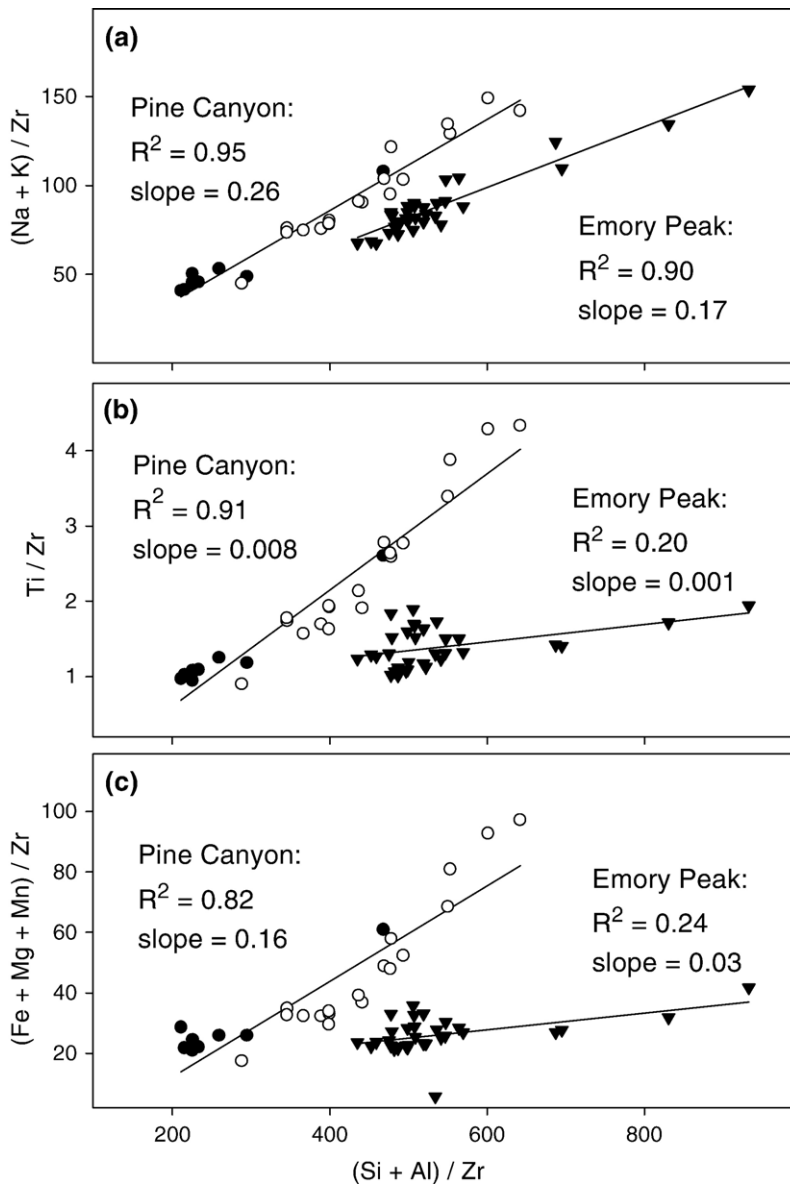 (a)
Pine Canyon:
R² = 0.95
slope = 0.26
Emory Peak:
R² = 0.90
slope = 0.17
150
100
50
(Na + K) / Zr
(b)
Pine Canyon:
R² = 0.91
slope = 0.008
Emory Peak:
R² = 0.20
slope = 0.001
4
3
2
1
Ti / Zr
(c)
Pine Canyon:
R² = 0.82
slope = 0.16
Emory Peak:
R² = 0.24
slope = 0.03
100
80
60
40
20
(Fe + Mg + Mn) / Zr
200 400 600 800
(Si + Al) / Zr